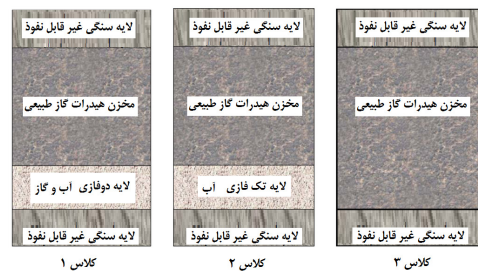 لایه سنگی غیر قابل نفوذ
مخزن هیدرات گاز طبیعی
لایه دوفازی آب و گاز
لایه سنگی غیر قابل نفوذ
کلاس ۱
لایه سنگی غیر قابل نفوذ
مخزن هیدرات گاز طبیعی
لایه تک فازی آب
لایه سنگی غیر قابل نفوذ
کلاس ۲
لایه سنگی غیر قابل نفوذ
مخزن هیدرات گاز طبیعی
لایه سنگی غیر قابل نفوذ
کلاس ۳